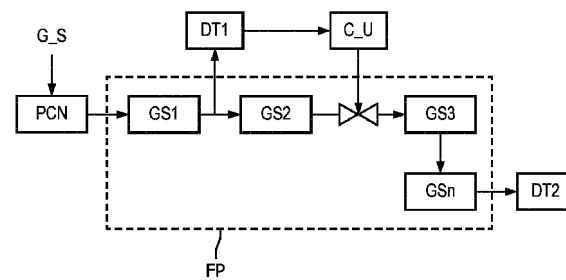 G_S
DT1
C_U
PCN
GS1
GS2
GS3
GSn
DT2
FP